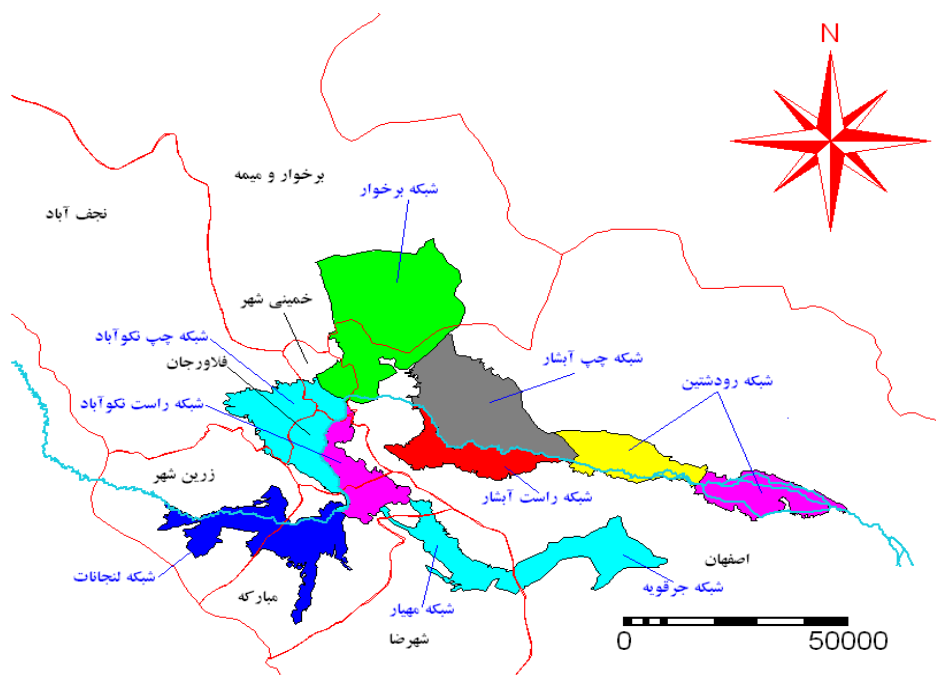 N
برخوار و میمه
شبکه برخوار
نجف آباد
خمینی شهر
شبکه چپ نکوآباد
فلاورجان
شبکه چپ آبشار
شبکه رودشتین
شبکه راست نکوآباد
زرین شهر
شبکه راست آبشار
اصفهان
شبکه لنجانات
شبکه جرقویه
مبارکه
شبکه مهیار
شهرضا
0 50000